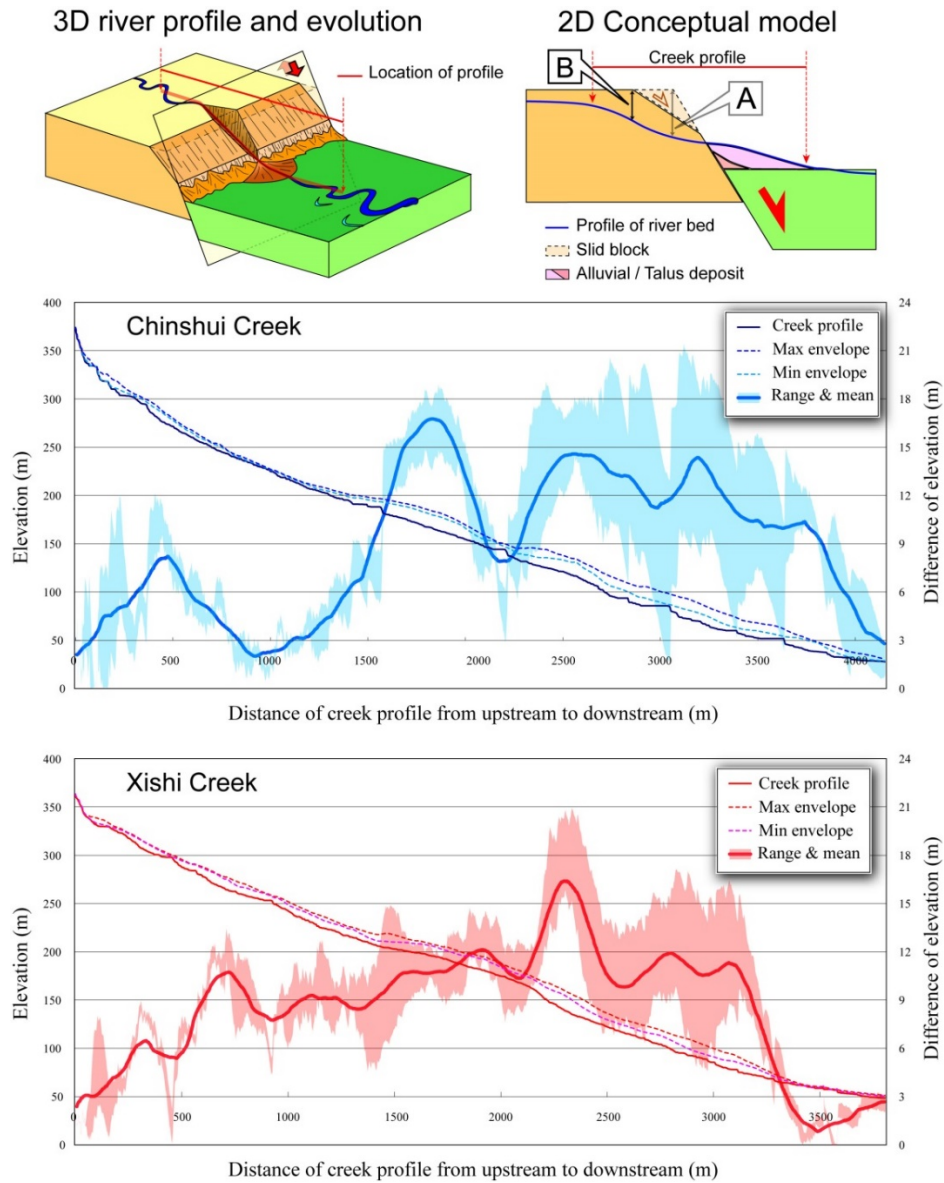 3D river profile and evolution
Location of profile
2D Conceptual model
Creek profile
B
A
Profile of river bed
Slid block
Alluvial / Talus deposit
Chinshui Creek
Creek profile
Max envelope
Min envelope
Range & mean
Elevation (m)
400
350
300
250
200
150
100
50
0
Difference of elevation (m)
24
21
18
15
12
9
6
3
0
0 500 1000 1500 2000 2500 3000 3500 4000
Distance of creek profile from upstream to downstream (m)
Xishi Creek
Creek profile
Max envelope
Min envelope
Range & mean
Elevation (m)
400
350
300
250
200
150
100
50
0
Difference of elevation (m)
24
21
18
15
12
9
6
3
0
0 500 1000 1500 2000 2500 3000 3500
Distance of creek profile from upstream to downstream (m)